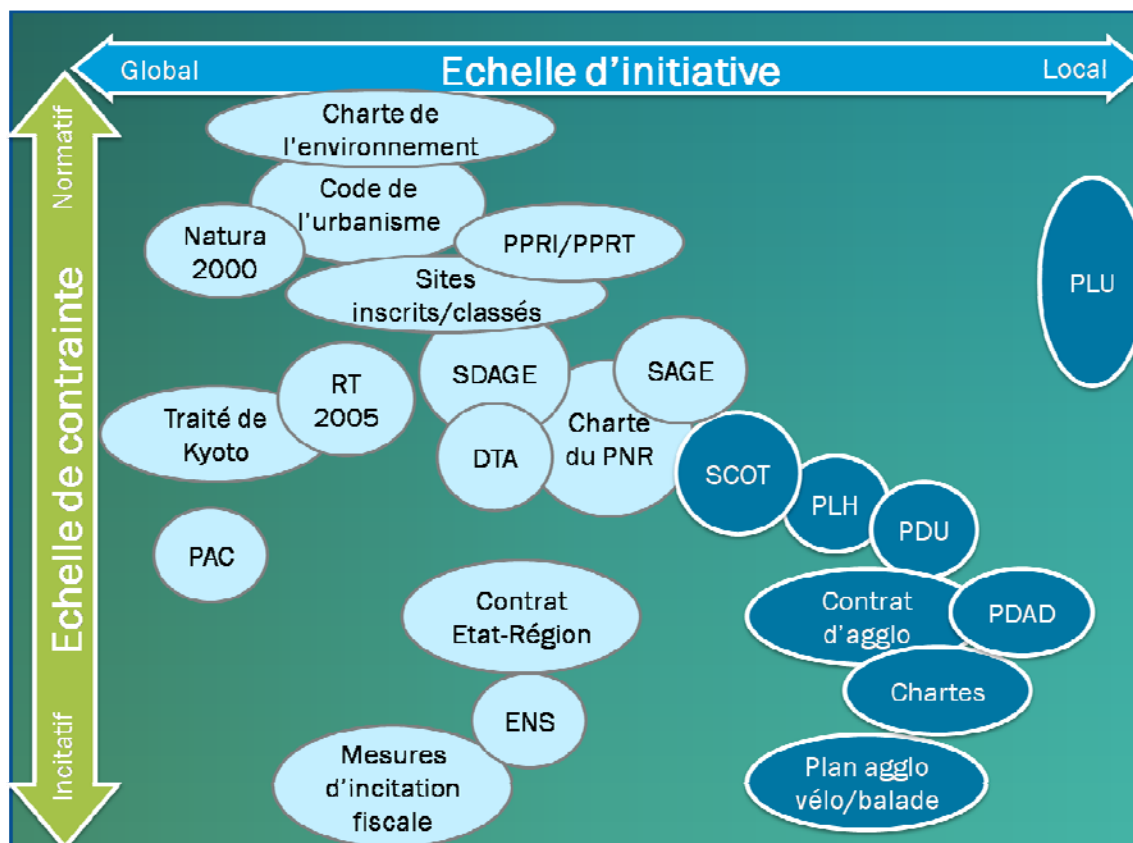 Global
Echelle d'initiative
Local
Normatif
Echelle de contrainte
Incitatif
Charte de
l'environnement
Code de
l'urbanisme
Natura
2000
PPRI/PPRT
Sites
inscrits/classés
PLU
SDAGE
SAGE
RT
2005
Traité de
Kyoto
DTA
Charte
du PNR
SCOT
PLH
PDU
PAC
Contrat
Etat-Région
Contrat
d'agglo
PDAD
Chartes
ENS
Mesures
d'incitation
fiscale
Plan agglo
vélo/balade